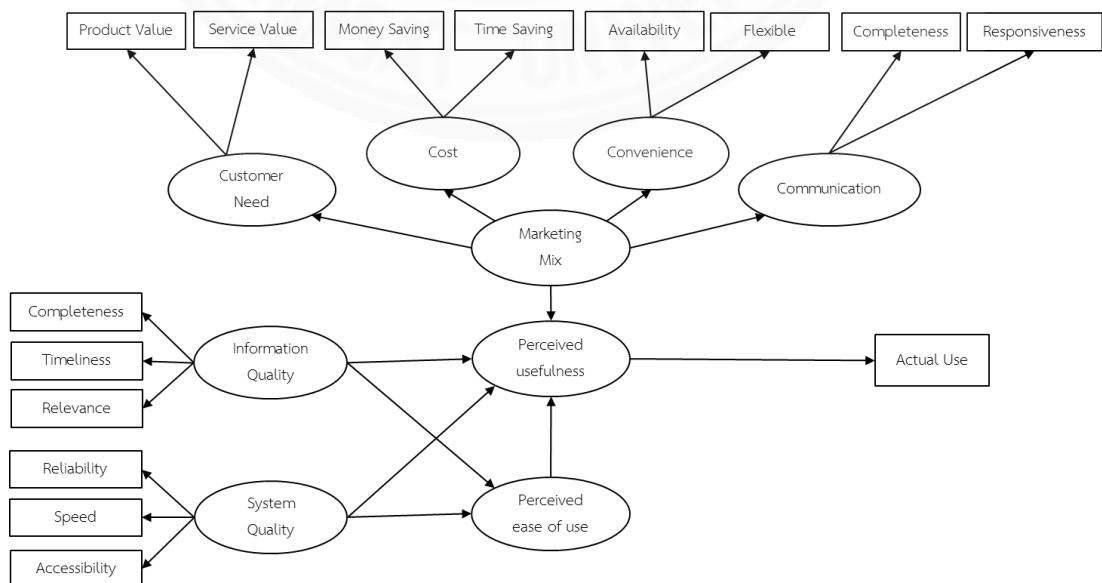 Product Value
Service Value
Money Saving
Time Saving
Availability
Flexible
Completeness
Responsiveness
Customer
Need
Cost
Convenience
Communication
Marketing
Mix
Completeness
Timeliness
Relevance
Information
Quality
Perceived
usefulness
Actual Use
Reliability
Speed
Accessibility
System
Quality
Perceived
ease of use